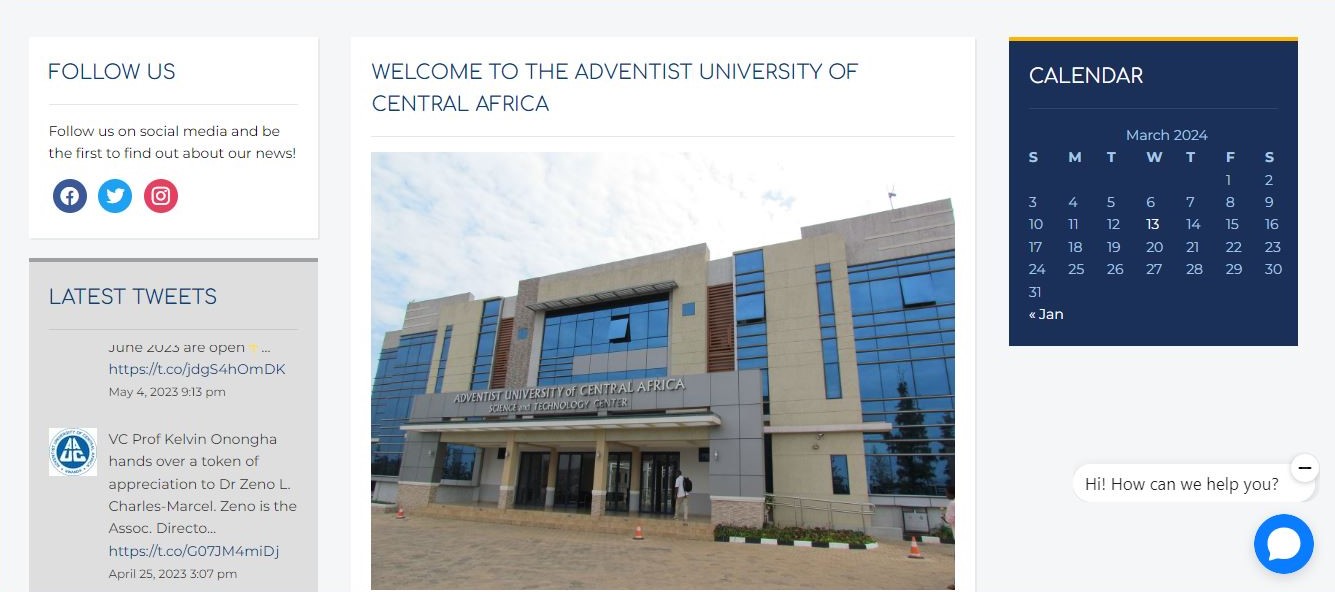 FOLLOW US
Follow us on social media and be
the first to find out about our news!
LATEST TWEETS
June 2023 are open ...
https://t.co/jdgS4hOmDK
May 4, 2023 9:13 pm
VC Prof Kelvin Onongha
hands over a token of
appreciation to Dr Zeno L.
Charles-Marcel. Zeno is the
Assoc. Directo...
https://t.co/G07JM4miDj
April 25, 2023 3:07 pm
WELCOME TO THE ADVENTIST UNIVERSITY OF
CENTRAL AFRICA
ADVENTIST UNIVERSITY of CENTRAL AFRICA
SCIENCE and TECHNOLOGY CENTER
CALENDAR
March 2024
S M T W T F S
1 2
3 4 5 6 7 8 9
10 11 12 13 14 15 16
17 18 19 20 21 22 23
24 25 26 27 28 29 30
31
« Jan
Hi! How can we help you?